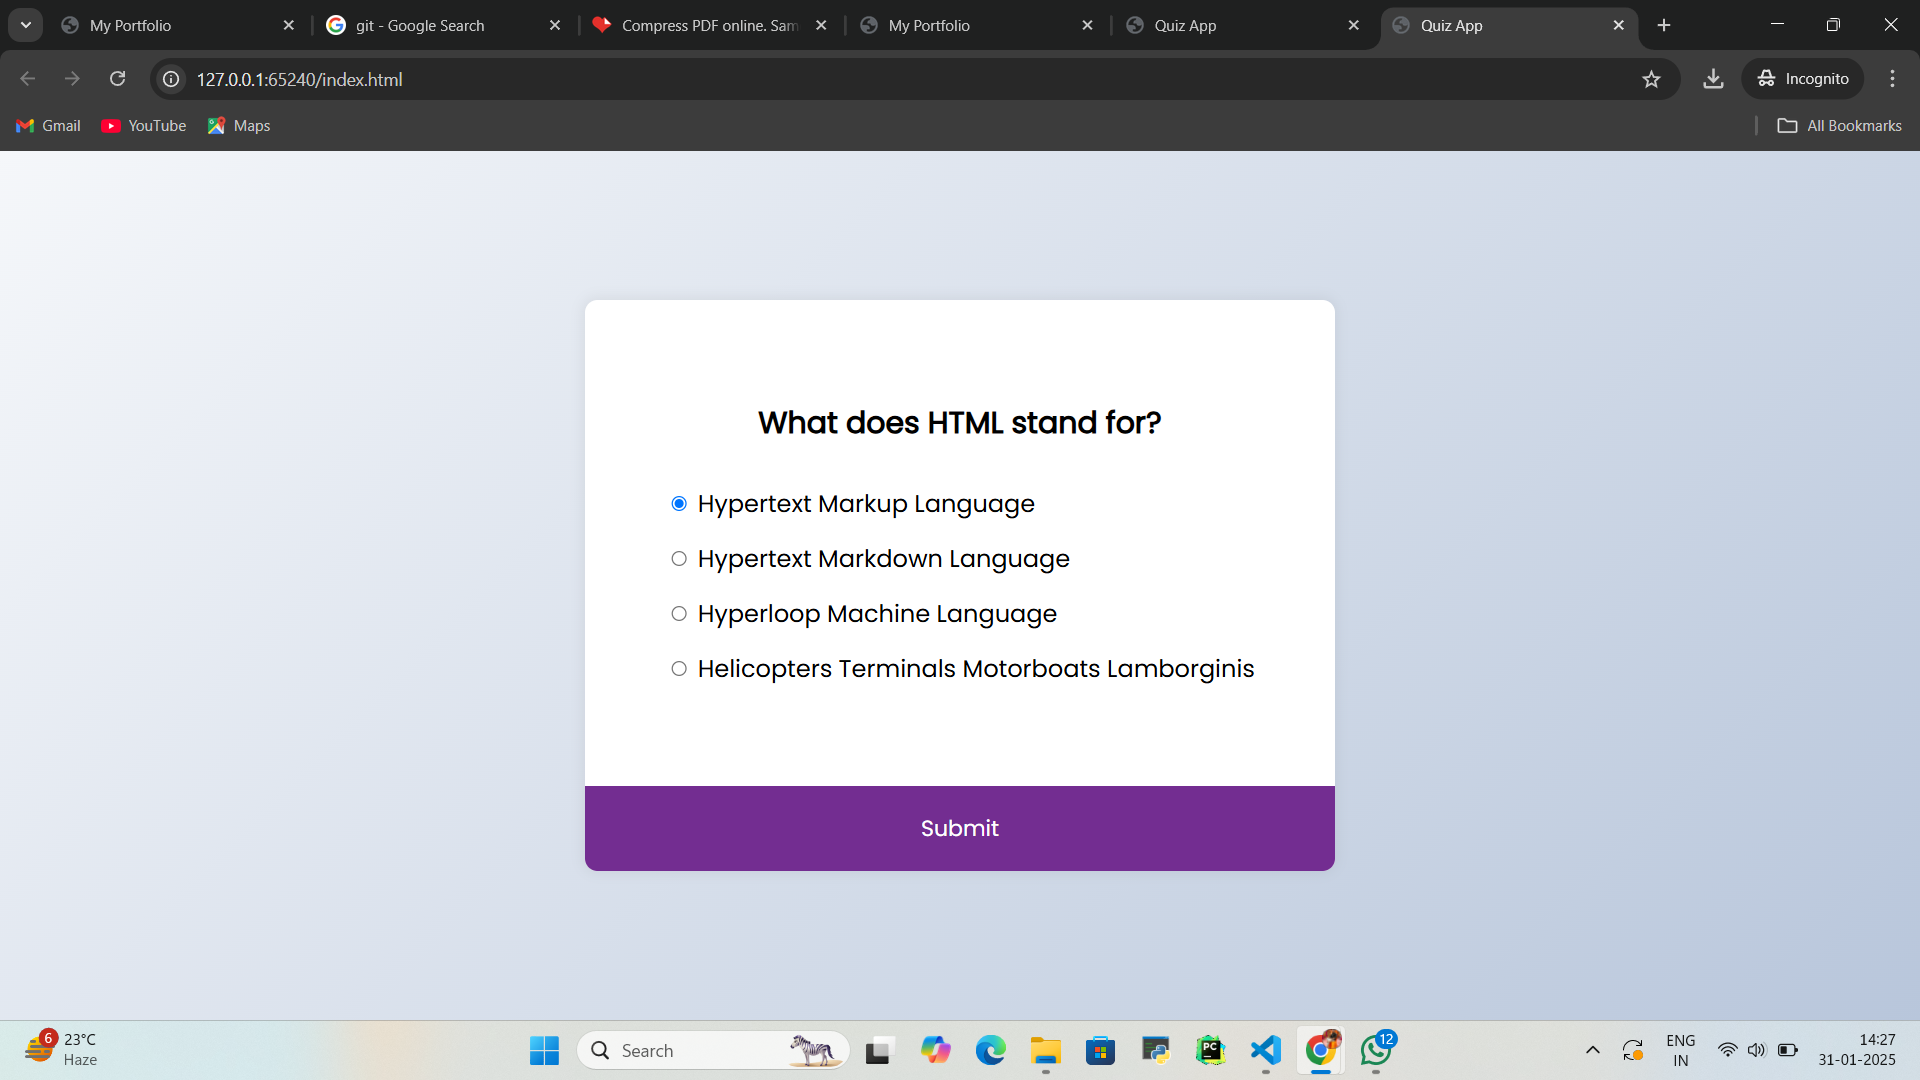 My Portfolio
git - Google Search
Compress PDF online. Sam
My Portfolio
Quiz App
Quiz App
127.0.0.1:65240/index.html
Incognito
Gmail
YouTube
Maps
All Bookmarks
What does HTML stand for?
Hypertext Markup Language
Hypertext Markdown Language
Hyperloop Machine Language
Helicopters Terminals Motorboats Lamborginis
Submit
6
23°C
Haze
Search
PC
12
ENG
IN
14:27
31-01-2025